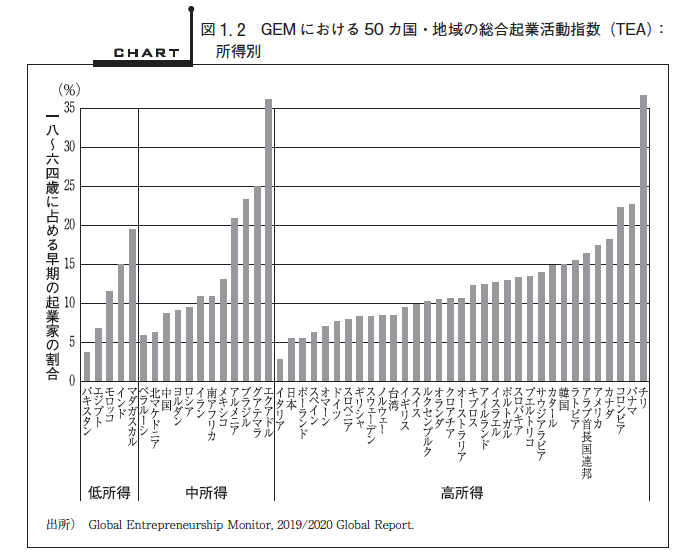 図1.2 GEMにおける50カ国・地域の総合起業活動指数(TEA):
所得別
CHART
(%)
一八〜六四歳に占める早期の起業家の割合
35
30
25
20
15
10
5
0
パキスタン
エジプト
モロッコ
インド
マダガスカル
ベラルーシ
北マケドニア
中国
ヨルダン
ロシア
イラン
南アフリカ
メキシコ
アルメニア
ブラジル
グアテマラ
エクアドル
イタリア
日本
ポーランド
スペイン
オマーン
ドイツ
スロベニア
ギリシャ
スウェーデン
ノルウェー
台湾
イギリス
スイス
ルクセンブルク
オランダ
クロアチア
オーストラリア
キプロス
アイルランド
イスラエル
ポルトガル
スロバキア
プエルトリコ
サウジアラビア
カタール
韓国
ラトビア
アラブ首長国連邦
アメリカ
カナダ
コロンビア
パナマ
チリ
低所得
中所得
高所得
出所) Global Entrepreneurship Monitor, 2019/2020 Global Report.